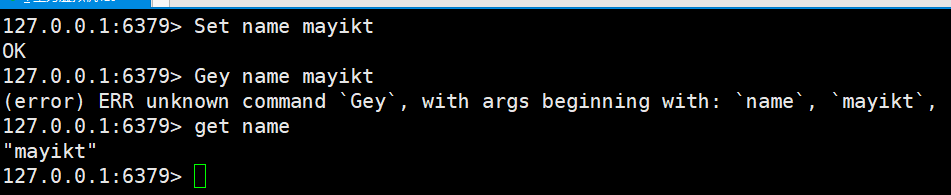 127.0.0.1:6379> Set name mayikt
OK
127.0.0.1:6379> Gey name mayikt
(error) ERR unknown command `Gey`, with args beginning with: `name`, `mayikt`,
127.0.0.1:6379> get name
"mayikt"
127.0.0.1:6379>